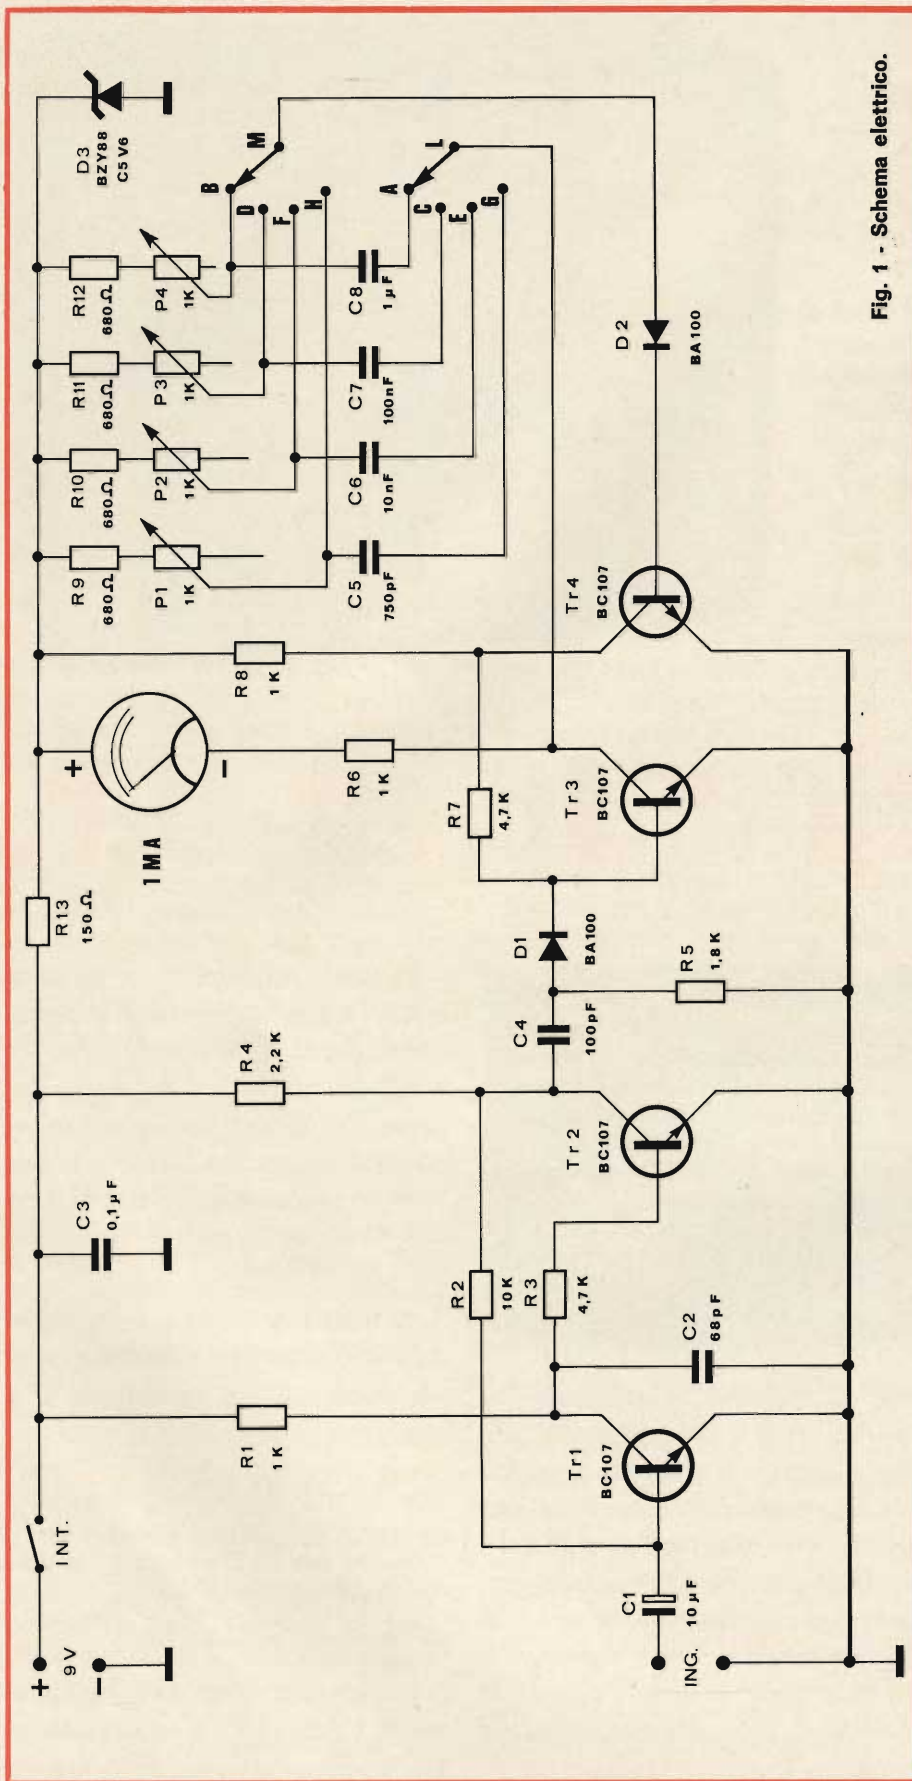 +
9V
−
INT.
R1
1K
C3
0,1µF
R4
2,2K
R13
150Ω
1MA
+
−
R6
1K
R8
1K
R9
680Ω
P1
1K
R10
680Ω
P2
1K
R11
680Ω
P3
1K
R12
680Ω
P4
1K
D3
BZY88
C5V6
C5
750pF
C6
10nF
C7
100nF
C8
1µF
B
D
F
H
M
A
C
E
G
L
ING.
C1
10µF
Tr1
BC107
R2
10K
R3
4,7K
C2
68pF
Tr2
BC107
C4
100pF
D1
BA100
R5
1,8K
R7
4,7K
Tr3
BC107
Tr4
BC107
D2
BA100
Fig. 1 - Schema elettrico.